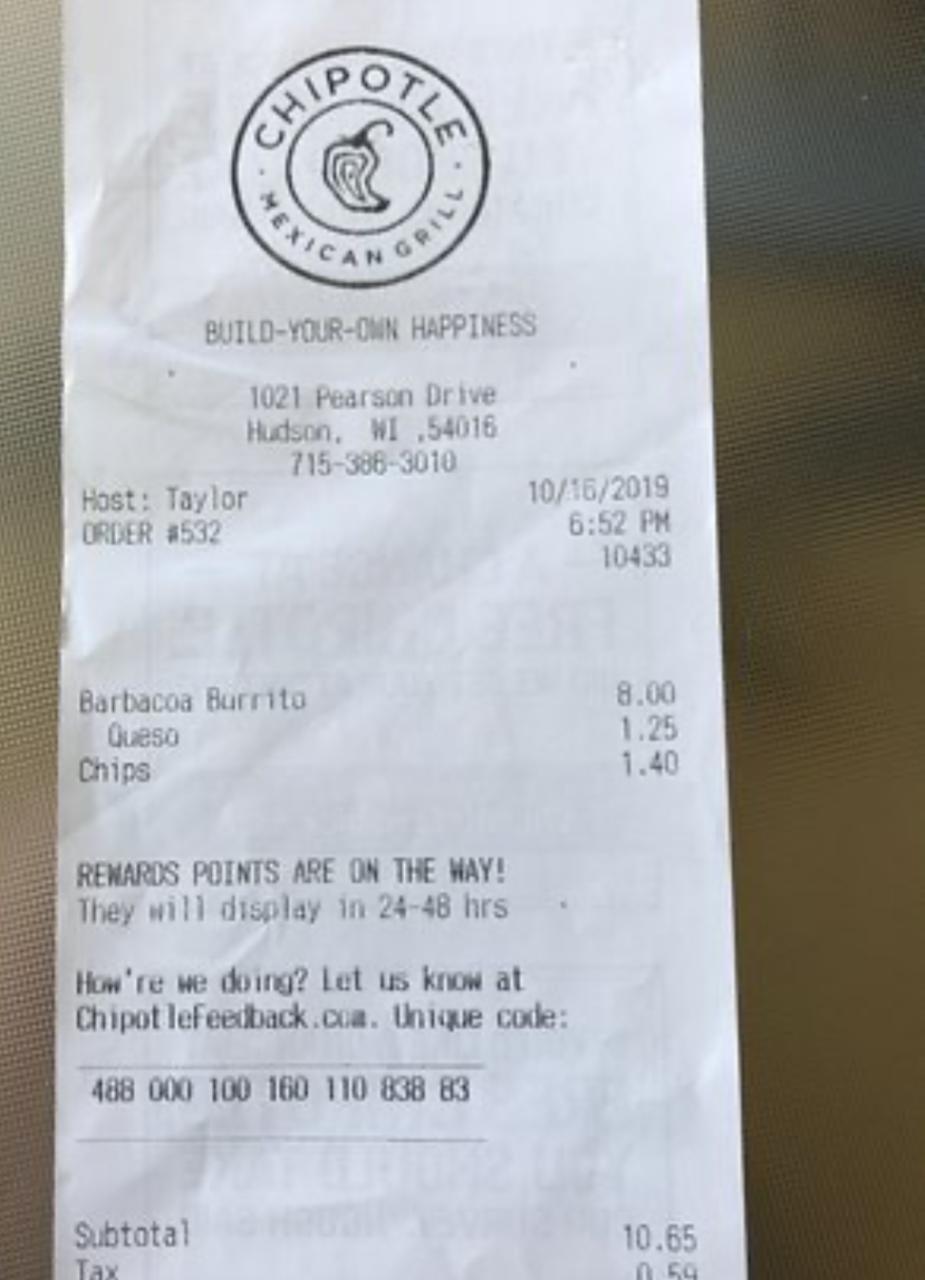 CHIPOTLE
MEXICAN GRILL
BUILD-YOUR-OWN HAPPINESS
1021 Pearson Drive
Hudson, WI ,54016
715-386-3010
Host: Taylor 10/16/2019
ORDER #532 6:52 PM
10433
Barbacoa Burrito 8.00
Queso 1.25
Chips 1.40
REWARDS POINTS ARE ON THE WAY!
They will display in 24-48 hrs
How're we doing? Let us know at
ChipotleFeedback.com. Unique code:
488 000 100 160 110 838 83
Subtotal 10.65
Tax 0.59